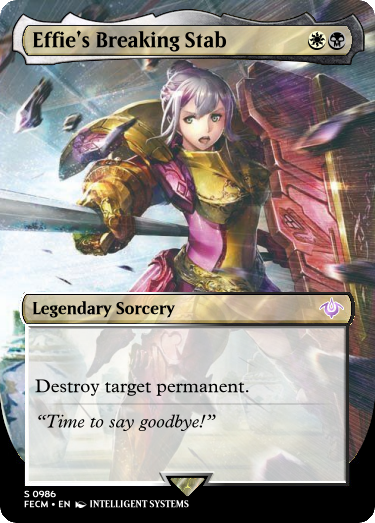 Effie's Breaking Stab
Legendary Sorcery
Destroy target permanent.
“Time to say goodbye!”
S 0986
FECM • EN INTELLIGENT SYSTEMS